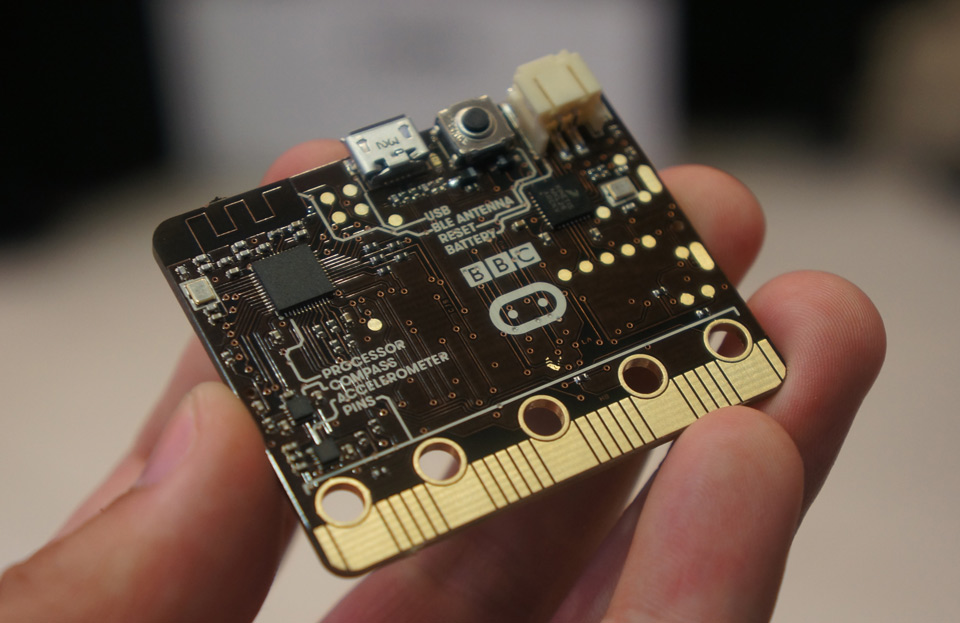 USB
BLE ANTENNA
RESET
BATTERY
BBC
PROCESSOR
COMPASS
ACCELEROMETER
PINS